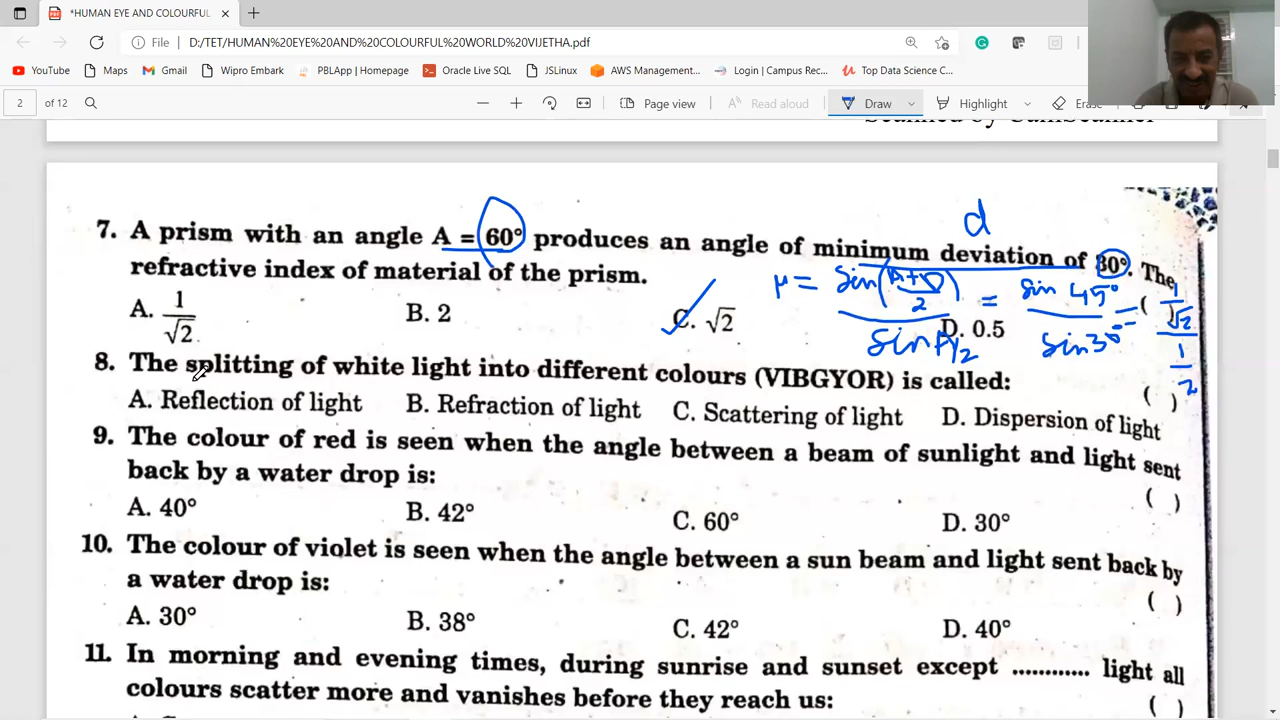 *HUMAN EYE AND COLOURFUL
File D:/TET/HUMAN%20EYE%20AND%20COLOURFUL%20WORLD%20VIJETHA.pdf
YouTube Maps Gmail Wipro Embark PBLApp | Homepage Oracle Live SQL JSLinux AWS Management... Login | Campus Rec... Top Data Science C...
2 of 12 Page view Read aloud Draw Highlight Erase
Scanned by CamScanner
d
7. A prism with an angle A = 60° produces an angle of minimum deviation of 30°. The
refractive index of material of the prism. ( )
μ = sin(A+D/2) / sin A/2 = sin 45° / sin 30° = 1/√2 / 1/2
A. 1/√2 B. 2 C. √2 D. 0.5
8. The splitting of white light into different colours (VIBGYOR) is called: ( )
A. Reflection of light B. Refraction of light C. Scattering of light D. Dispersion of light
9. The colour of red is seen when the angle between a beam of sunlight and light sent
back by a water drop is: ( )
A. 40° B. 42° C. 60° D. 30°
10. The colour of violet is seen when the angle between a sun beam and light sent back by
a water drop is: ( )
A. 30° B. 38° C. 42° D. 40°
11. In morning and evening times, during sunrise and sunset except ............ light all
colours scatter more and vanishes before they reach us: ( )